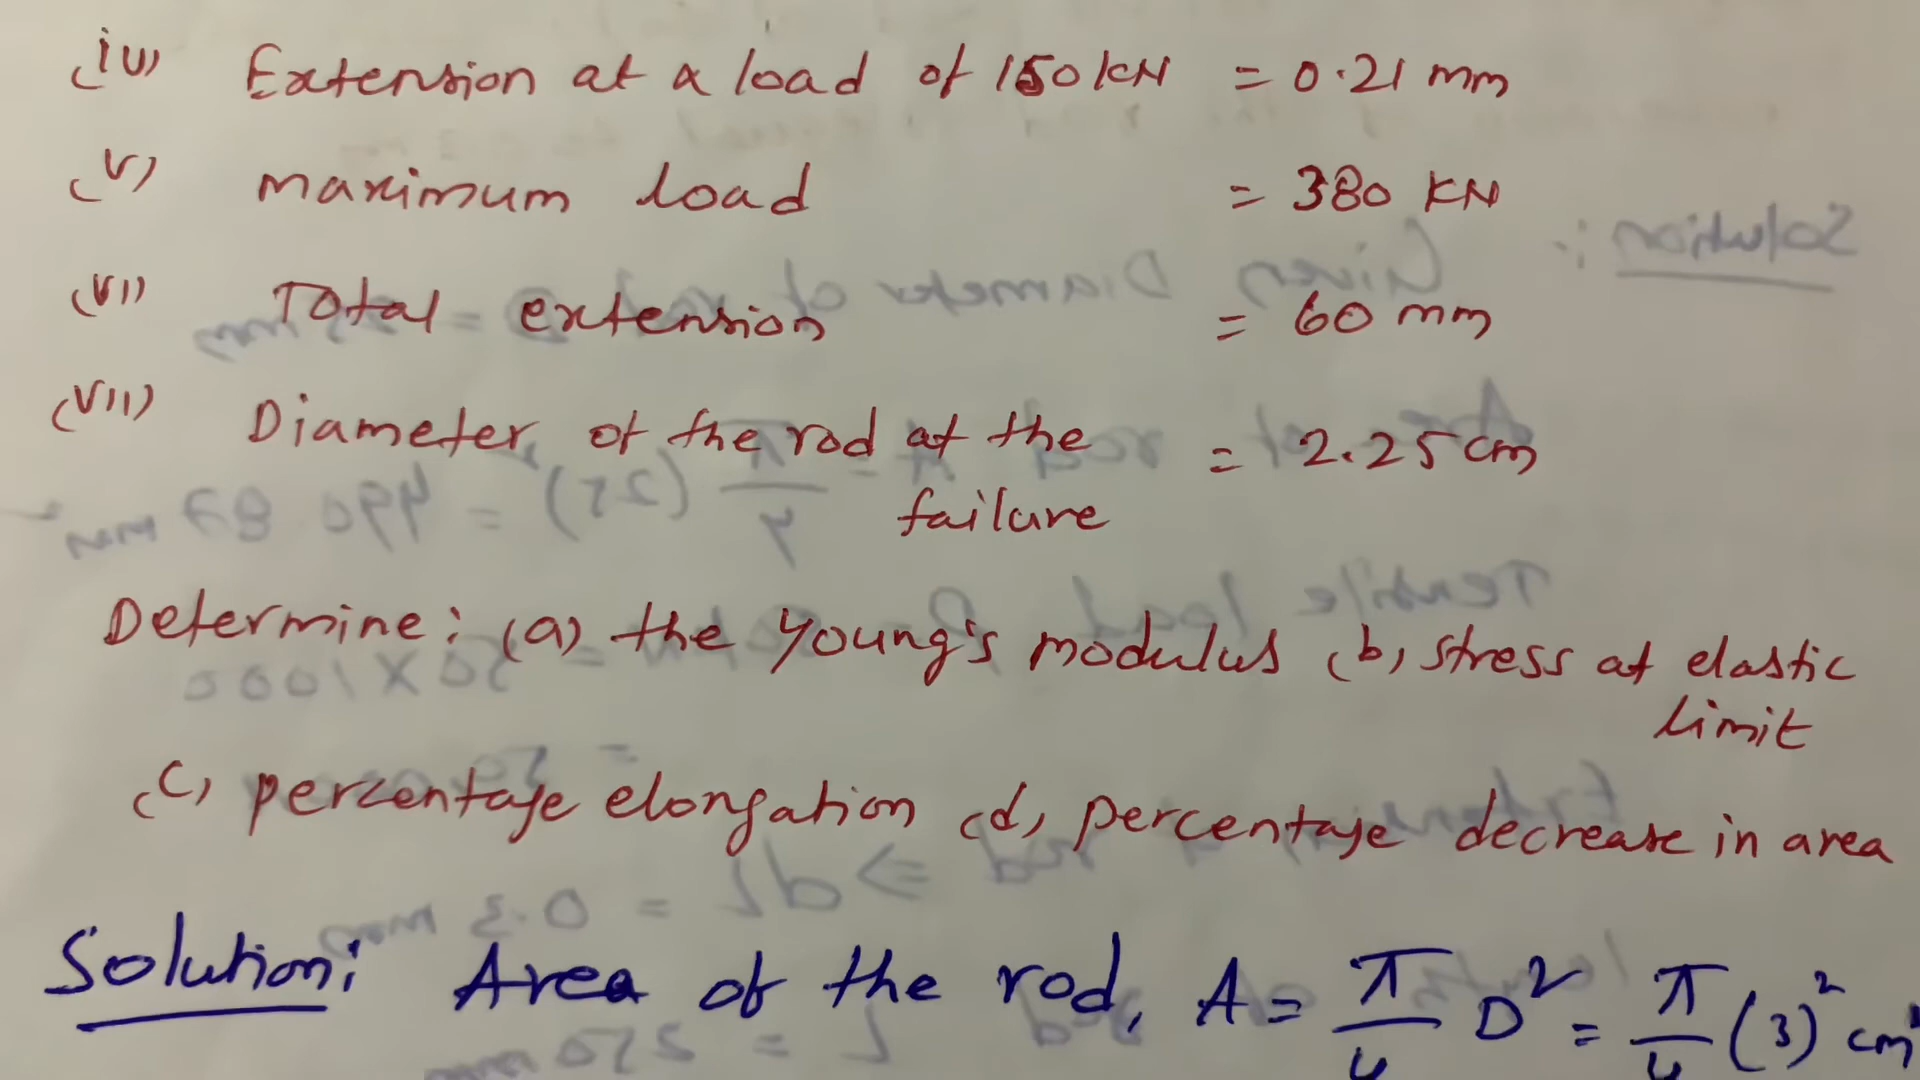 (iv) Extension at a load of 150 kN = 0.21 mm
(v) maximum load = 380 KN
(vi) Total extension = 60 mm
(vii) Diameter of the rod at the = 2.25 cm
failure
Determine: (a) the Young's modulus (b) stress at elastic
limit
(c) percentage elongation (d) percentage decrease in area
Solution: Area of the rod, A = π/4 D² = π/4 (3)² cm²